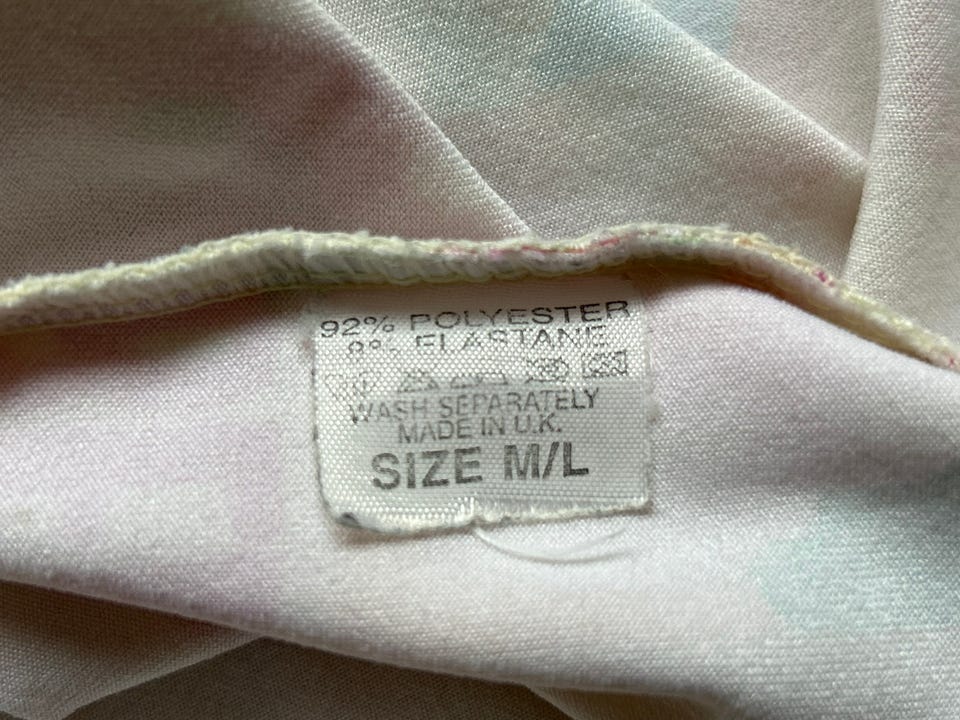 92% POLYESTER
8% ELASTANE
WASH SEPARATELY
MADE IN U.K.
SIZE M/L